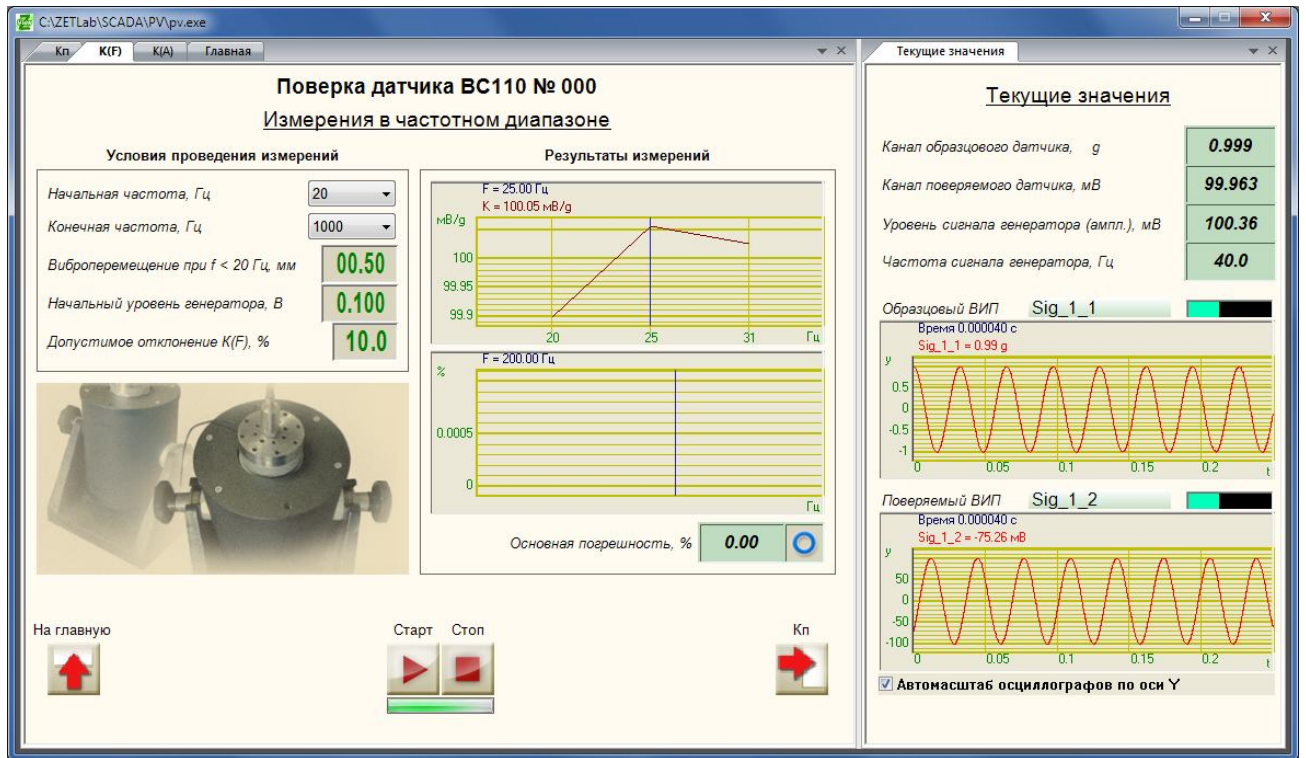 C:\ZETLab\SCADA\PV\pv.exe
Кп K(F) K(A) Главная
Поверка датчика BC110 № 000
Измерения в частотном диапазоне
Условия проведения измерений
Начальная частота, Гц 20
Конечная частота, Гц 1000
Виброперемещение при f < 20 Гц, мм 00.50
Начальный уровень генератора, В 0.100
Допустимое отклонение K(F), % 10.0
Результаты измерений
F = 25.00 Гц
K = 100.05 мВ/g
мВ/g
100
99.95
99.9
20 25 31 Гц
F = 200.00 Гц
%
0.0005
0
Гц
Основная погрешность, % 0.00
На главную
Старт Стоп
Кп
Текущие значения
Текущие значения
Канал образцового датчика, g 0.999
Канал поверяемого датчика, мВ 99.963
Уровень сигнала генератора (ампл.), мВ 100.36
Частота сигнала генератора, Гц 40.0
Образцовый ВИП Sig_1_1
Время 0.000040 с
Sig_1_1 = 0.99 g
y
0.5
0
-0.5
-1
0 0.05 0.1 0.15 0.2 t
Поверяемый ВИП Sig_1_2
Время 0.000040 с
Sig_1_2 = -75.26 мВ
y
50
0
-50
-100
0 0.05 0.1 0.15 0.2 t
Автомасштаб осциллографов по оси Y